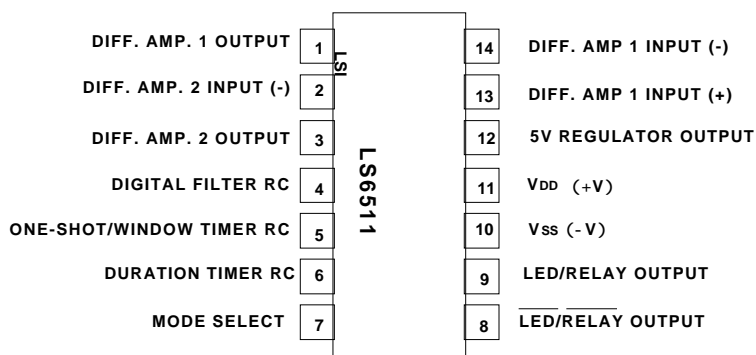 DIFF. AMP. 1 OUTPUT 1
DIFF. AMP. 2 INPUT (-) 2
DIFF. AMP. 2 OUTPUT 3
DIGITAL FILTER RC 4
ONE-SHOT/WINDOW TIMER RC 5
DURATION TIMER RC 6
MODE SELECT 7
LSI
LS6511
14 DIFF. AMP 1 INPUT (-)
13 DIFF. AMP 1 INPUT (+)
12 5V REGULATOR OUTPUT
11 VDD (+V)
10 Vss (-V)
9 LED/RELAY OUTPUT
8 LED/RELAY OUTPUT